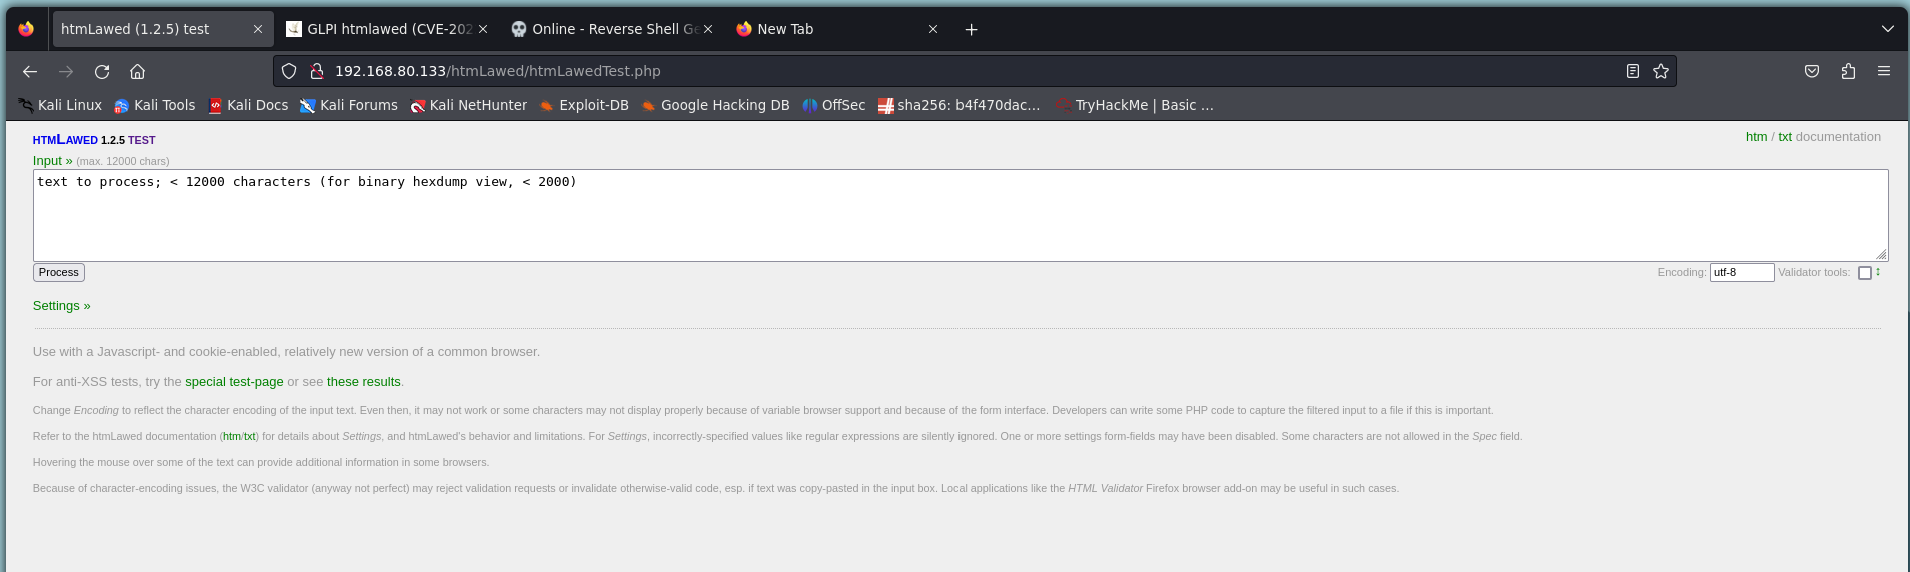 htmLawed (1.2.5) test
GLPI htmlawed (CVE-202
Online - Reverse Shell Ge
New Tab
192.168.80.133/htmLawed/htmLawedTest.php
Kali Linux Kali Tools Kali Docs Kali Forums Kali NetHunter Exploit-DB Google Hacking DB OffSec sha256: b4f470dac... TryHackMe | Basic ...
HTMLAWED 1.2.5 TEST
htm / txt documentation
Input » (max. 12000 chars)
text to process; < 12000 characters (for binary hexdump view, < 2000)
Process
Encoding: utf-8 Validator tools: ↕
Settings »
Use with a Javascript- and cookie-enabled, relatively new version of a common browser.
For anti-XSS tests, try the special test-page or see these results.
Change Encoding to reflect the character encoding of the input text. Even then, it may not work or some characters may not display properly because of variable browser support and because of the form interface. Developers can write some PHP code to capture the filtered input to a file if this is important.
Refer to the htmLawed documentation (htm/txt) for details about Settings, and htmLawed's behavior and limitations. For Settings, incorrectly-specified values like regular expressions are silently ignored. One or more settings form-fields may have been disabled. Some characters are not allowed in the Spec field.
Hovering the mouse over some of the text can provide additional information in some browsers.
Because of character-encoding issues, the W3C validator (anyway not perfect) may reject validation requests or invalidate otherwise-valid code, esp. if text was copy-pasted in the input box. Local applications like the HTML Validator Firefox browser add-on may be useful in such cases.